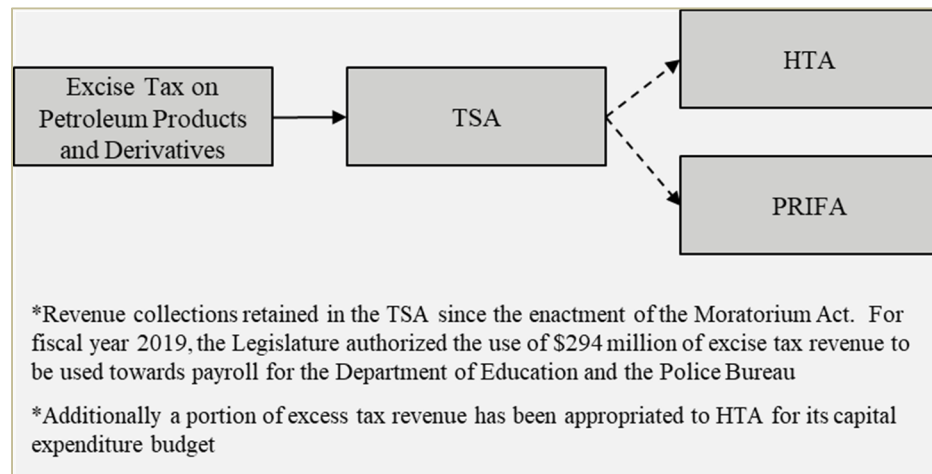 Excise Tax on
Petroleum Products
and Derivatives
TSA
HTA
PRIFA
*Revenue collections retained in the TSA since the enactment of the Moratorium Act.  For
fiscal year 2019, the Legislature authorized the use of $294 million of excise tax revenue to
be used towards payroll for the Department of Education and the Police Bureau
*Additionally a portion of excess tax revenue has been appropriated to HTA for its capital
expenditure budget